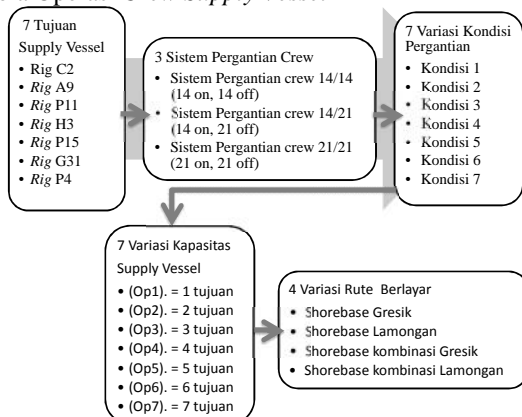 7 Tujuan
Supply Vessel
• Rig C2
• Rig A9
• Rig P11
• Rig H3
• Rig P15
• Rig G31
• Rig P4
3 Sistem Pergantian Crew
• Sistem Pergantian crew 14/14
(14 on, 14 off)
• Sistem Pergantian crew 14/21
(14 on, 21 off)
• Sistem Pergantian crew 21/21
(21 on, 21 off)
7 Variasi Kondisi
Pergantian
• Kondisi 1
• Kondisi 2
• Kondisi 3
• Kondisi 4
• Kondisi 5
• Kondisi 6
• Kondisi 7
7 Variasi Kapasitas
Supply Vessel
• (Op1). = 1 tujuan
• (Op2). = 2 tujuan
• (Op3). = 3 tujuan
• (Op4). = 4 tujuan
• (Op5). = 5 tujuan
• (Op6). = 6 tujuan
• (Op7). = 7 tujuan
4 Variasi Rute Berlayar
• Shorebase Gresik
• Shorebase Lamongan
• Shorebase kombinasi Gresik
• Shorebase kombinasi Lamongan